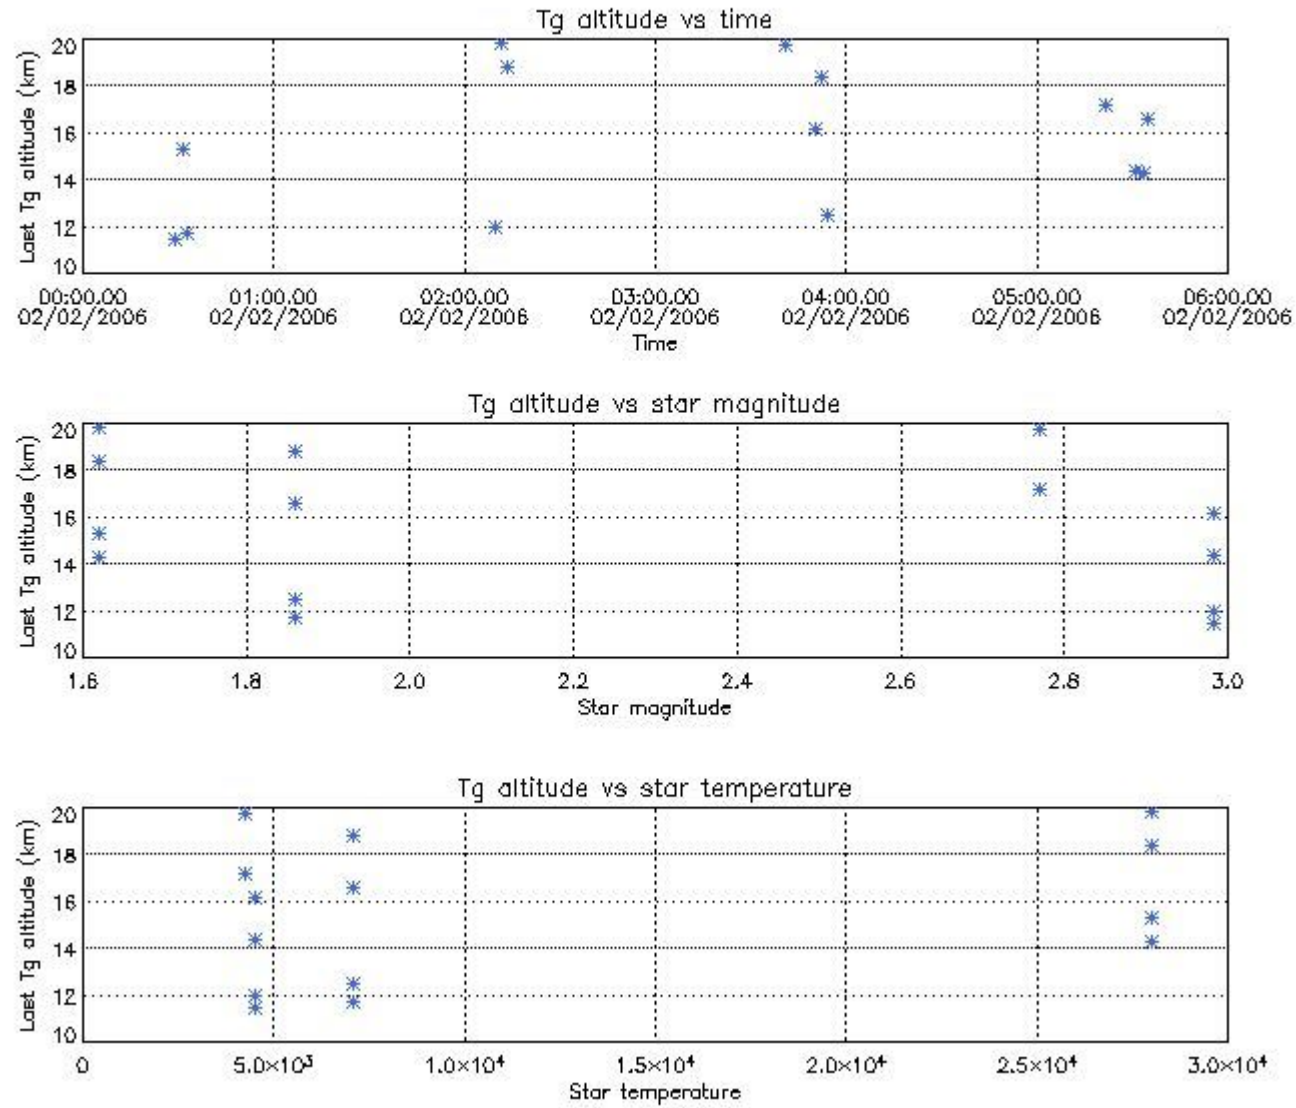 Tg altitude vs time
Last Tg altitude (km)
20
18
16
14
12
10
00:00.00 01:00.00 02:00.00 03:00.00 04:00.00 05:00.00 06:00.00
02/02/2006 02/02/2006 02/02/2006 02/02/2006 02/02/2006 02/02/2006 02/02/2006
Time
Tg altitude vs star magnitude
Last Tg altitude (km)
20
18
16
14
12
10
1.6 1.8 2.0 2.2 2.4 2.6 2.8 3.0
Star magnitude
Tg altitude vs star temperature
Last Tg altitude (km)
20
18
16
14
12
10
0 5.0×10³ 1.0×10⁴ 1.5×10⁴ 2.0×10⁴ 2.5×10⁴ 3.0×10⁴
Star temperature